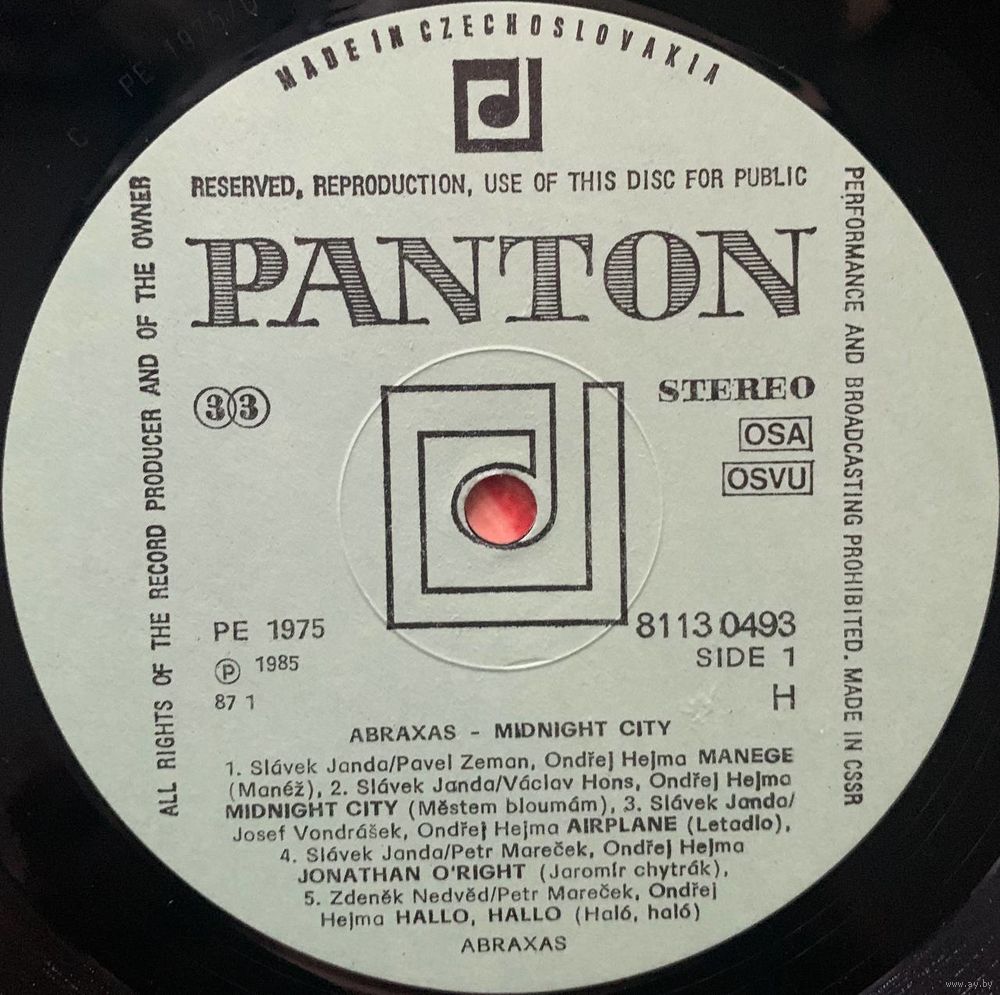 MADE IN CZECHOSLOVAKIA
RESERVED, REPRODUCTION, USE OF THIS DISC FOR PUBLIC
PERFORMANCE AND BROADCASTING PROHIBITED. MADE IN CSSR
ALL RIGHTS OF THE RECORD PRODUCER AND OF THE OWNER
PANTON
33
STEREO
OSA
OSVU
PE 1975
8113 0493
Ⓟ 1985
SIDE 1
87 1
H
ABRAXAS - MIDNIGHT CITY
1. Slávek Janda/Pavel Zeman, Ondřej Hejma MANEGE
(Manéž), 2. Slávek Janda/Václav Hons, Ondřej Hejma
MIDNIGHT CITY (Městem bloumám), 3. Slávek Janda/
Josef Vondrášek, Ondřej Hejma AIRPLANE (Letadlo),
4. Slávek Janda/Petr Mareček, Ondřej Hejma
JONATHAN O'RIGHT (Jaromír chytrák),
5. Zdeněk Nedvěd/Petr Mareček, Ondřej
Hejma HALLO, HALLO (Haló, haló)
ABRAXAS
www.ay.by